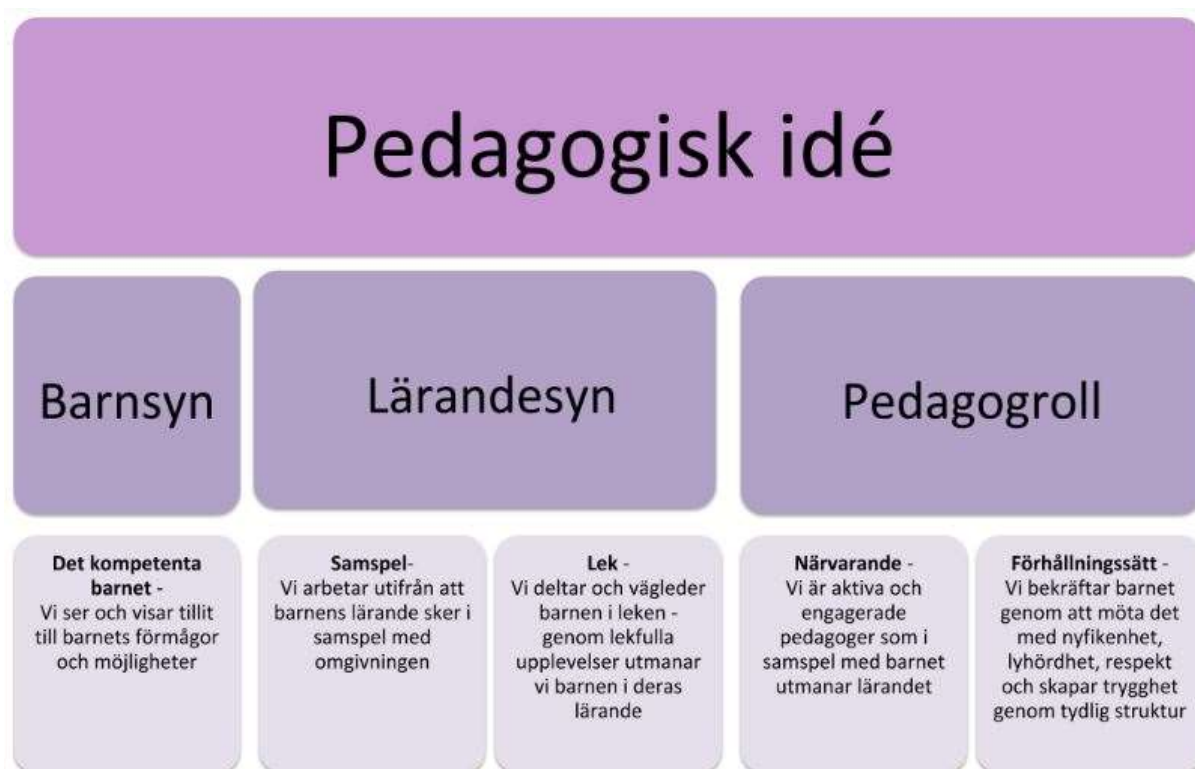 Pedagogisk idé
Barnsyn
Lärandesyn
Pedagogroll
Det kompetenta
barnet -
Vi ser och visar tillit
till barnets förmågor
och möjligheter
Samspel-
Vi arbetar utifrån att
barnens lärande sker i
samspel med
omgivningen
Lek -
Vi deltar och vägleder
barnen i leken -
genom lekfulla
upplevelser utmanar
vi barnen i deras
lärande
Närvarande -
Vi är aktiva och
engagerade
pedagoger som i
samspel med barnet
utmanar lärandet
Förhållningssätt -
Vi bekräftar barnet
genom att möta det
med nyfikenhet,
lyhördhet, respekt
och skapar trygghet
genom tydlig struktur